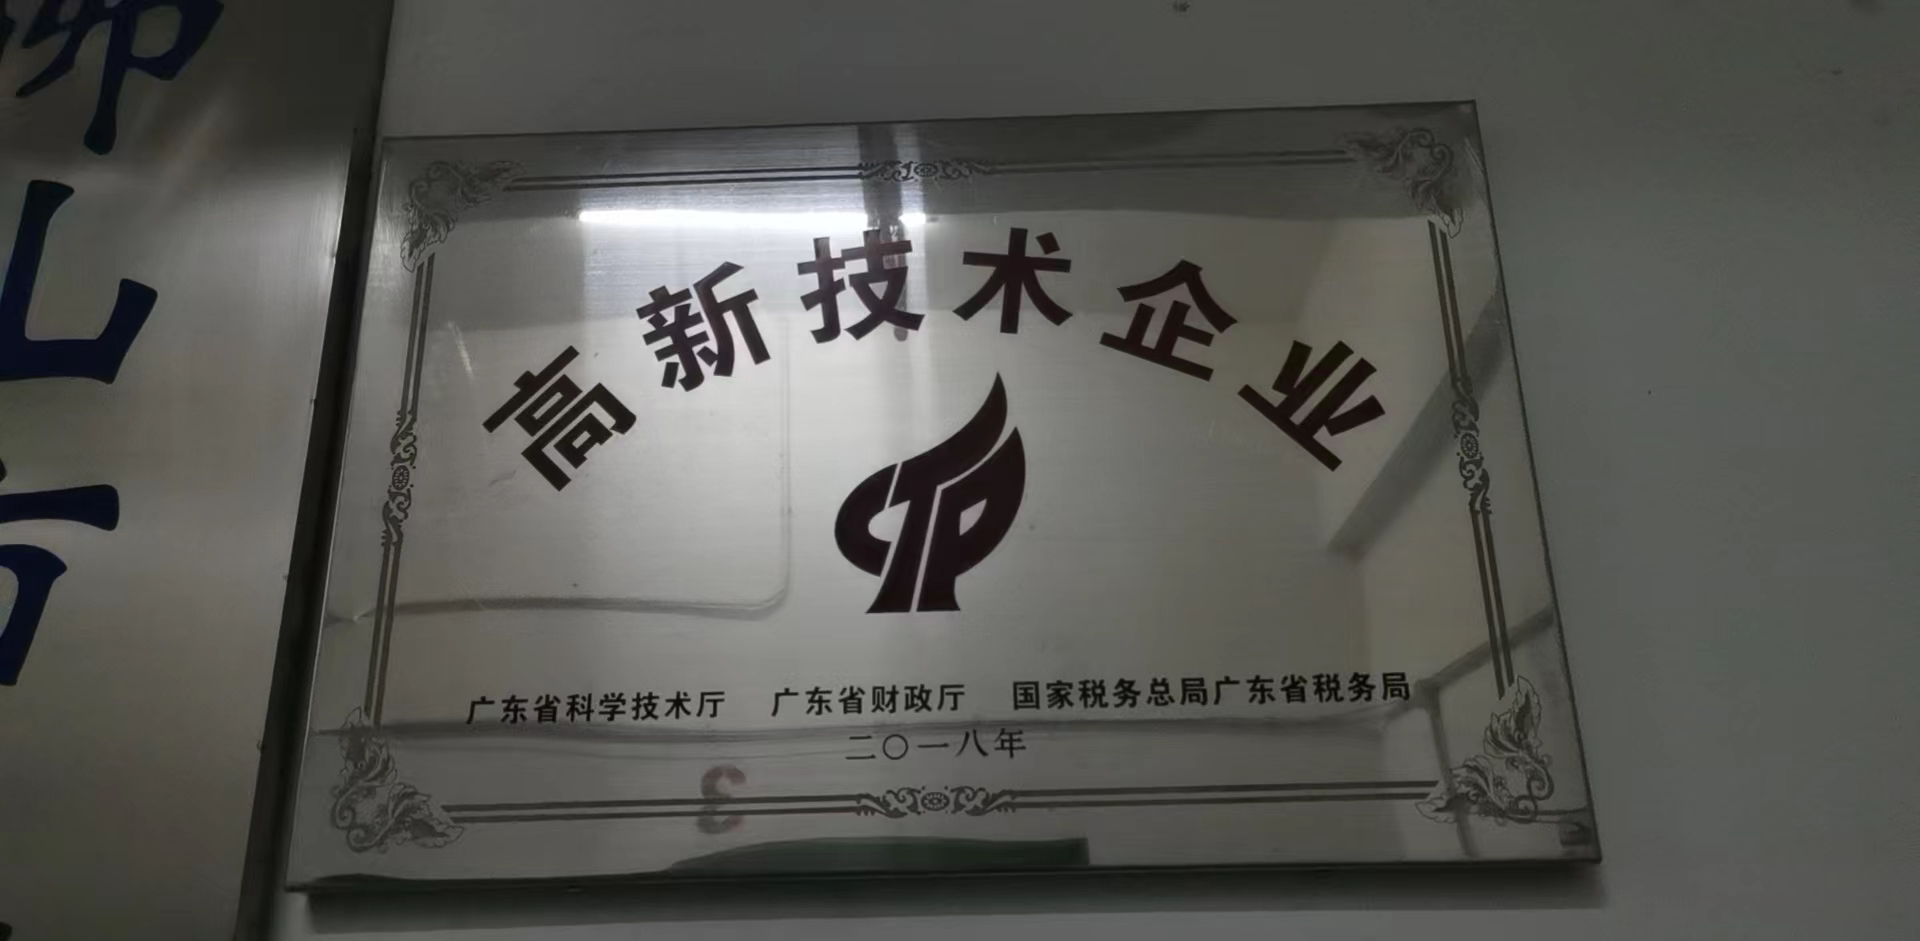 高新技术企业
广东省科学技术厅 广东省财政厅 国家税务总局广东省税务局
二〇一八年
3